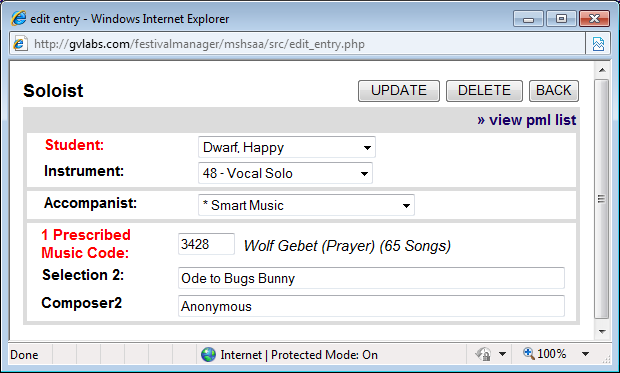 edit entry - Windows Internet Explorer
http://gvlabs.com/festivalmanager/mshsaa/src/edit_entry.php
Soloist UPDATE DELETE BACK
» view pml list
Student: Dwarf, Happy
Instrument: 48 - Vocal Solo
Accompanist: * Smart Music
1 Prescribed
Music Code: 3428 Wolf Gebet (Prayer) (65 Songs)
Selection 2: Ode to Bugs Bunny
Composer2 Anonymous
Done Internet | Protected Mode: On 100%